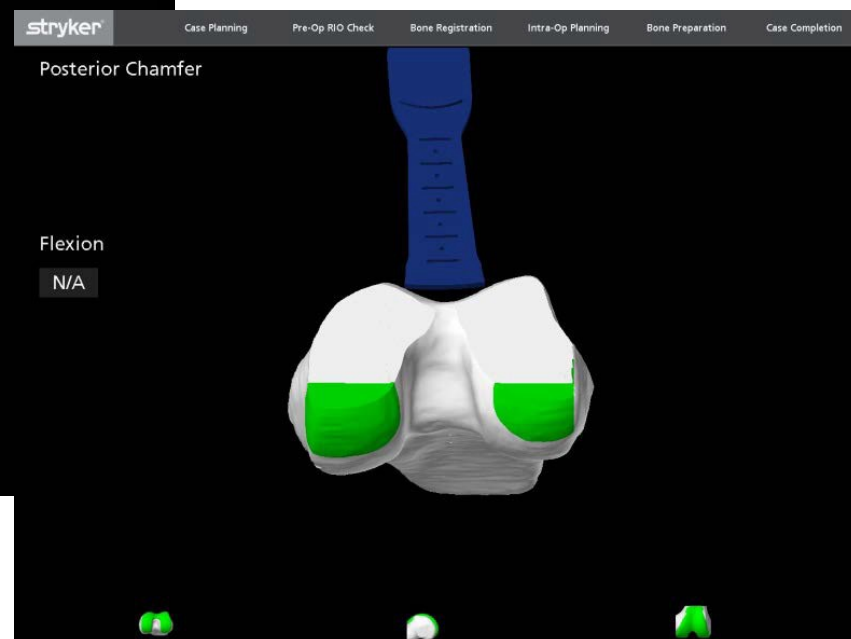 stryker
Case Planning Pre-Op RIO Check Bone Registration Intra-Op Planning Bone Preparation Case Completion
Posterior Chamfer
Flexion
N/A